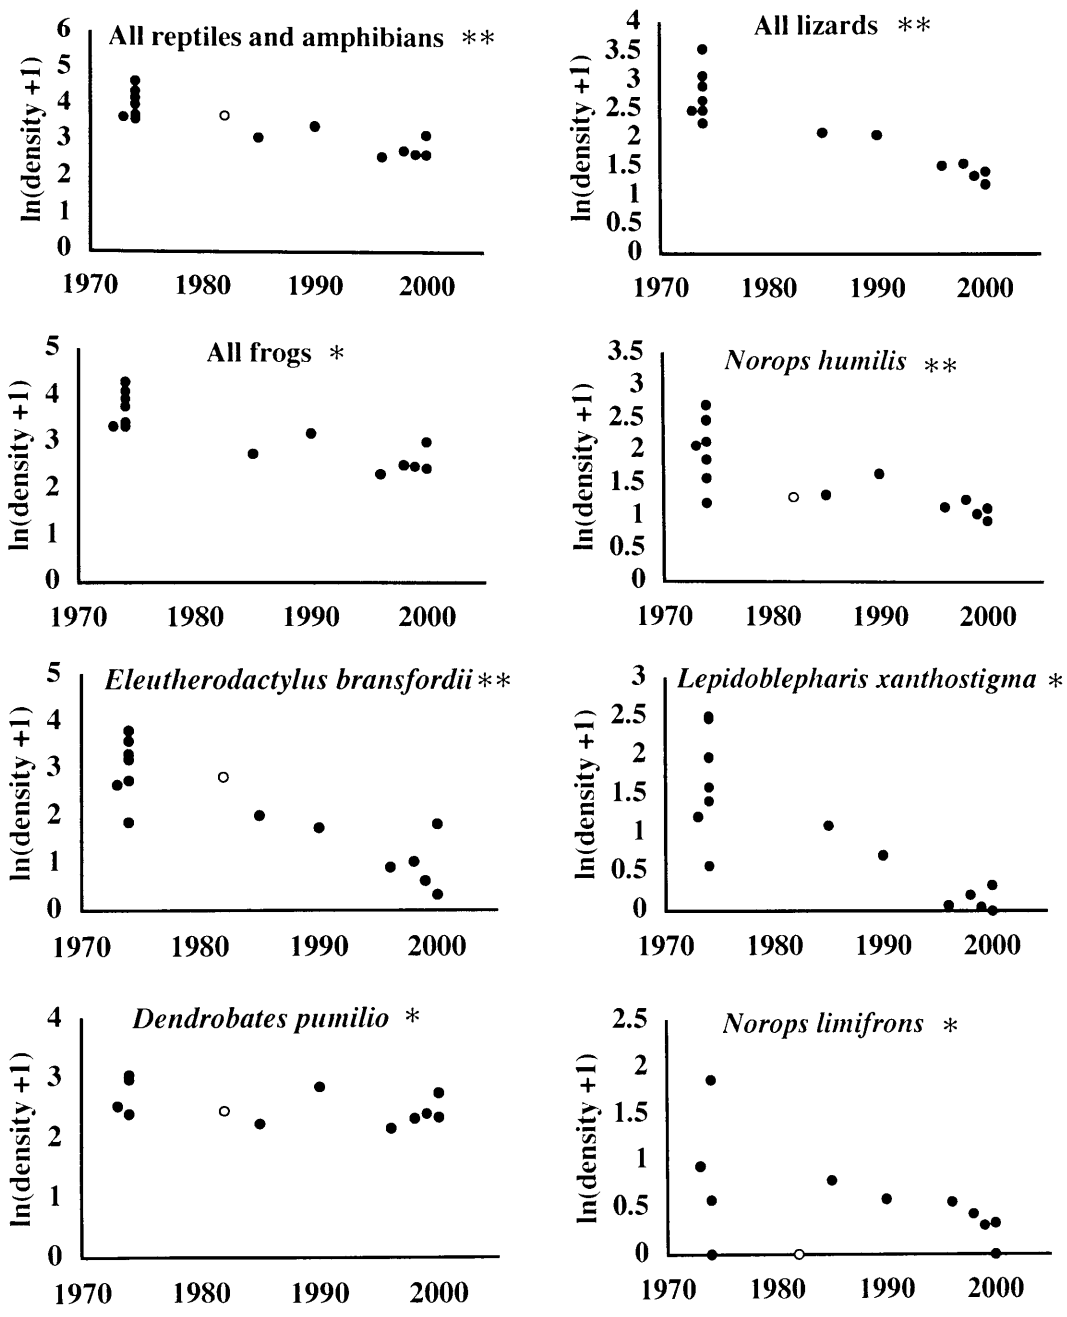 All reptiles and amphibians **
ln(density +1)
6
5
4
3
2
1
0
1970 1980 1990 2000
All lizards **
ln(density +1)
4
3.5
3
2.5
2
1.5
1
0.5
0
1970 1980 1990 2000
All frogs *
ln(density +1)
5
4
3
2
1
0
1970 1980 1990 2000
Norops humilis **
ln(density +1)
3.5
3
2.5
2
1.5
1
0.5
0
1970 1980 1990 2000
Eleutherodactylus bransfordii **
ln(density +1)
5
4
3
2
1
0
1970 1980 1990 2000
Lepidoblepharis xanthostigma *
ln(density +1)
3
2.5
2
1.5
1
0.5
0
1970 1980 1990 2000
Dendrobates pumilio *
ln(density +1)
4
3
2
1
0
1970 1980 1990 2000
Norops limifrons *
ln(density +1)
2.5
2
1.5
1
0.5
0
1970 1980 1990 2000